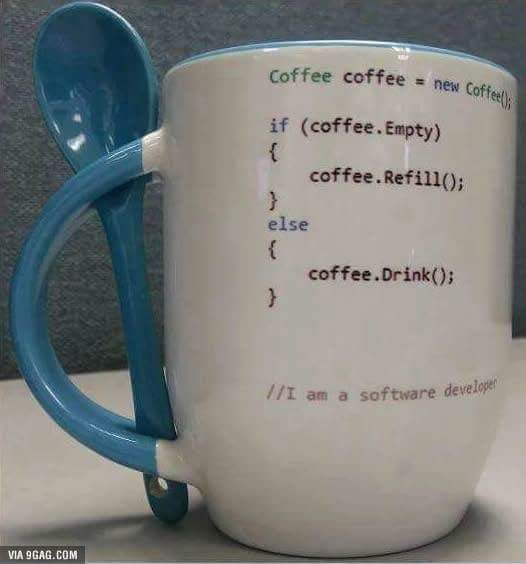 Coffee coffee = new Coffee();
if (coffee.Empty)
{
coffee.Refill();
}
else
{
coffee.Drink();
}
//I am a software developer
VIA 9GAG.COM